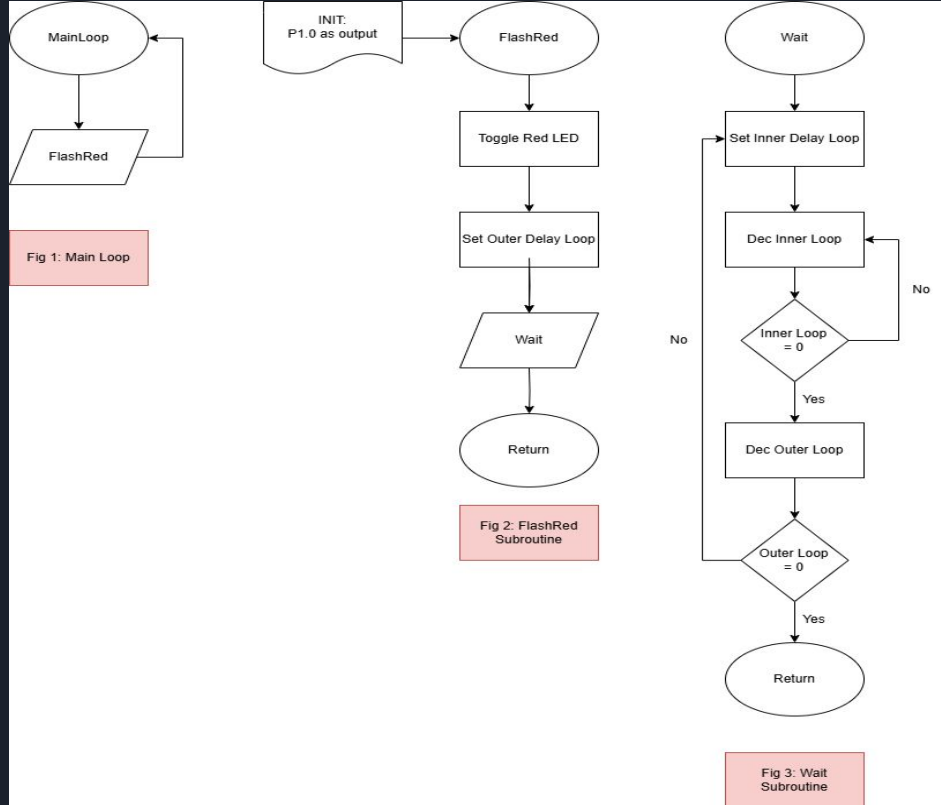 MainLoop
FlashRed
Fig 1: Main Loop
INIT:
P1.0 as output
FlashRed
Toggle Red LED
Set Outer Delay Loop
Wait
Return
Fig 2: FlashRed
Subroutine
Wait
Set Inner Delay Loop
Dec Inner Loop
No
Inner Loop
= 0
Yes
Dec Outer Loop
No
Outer Loop
= 0
Yes
Return
Fig 3: Wait
Subroutine